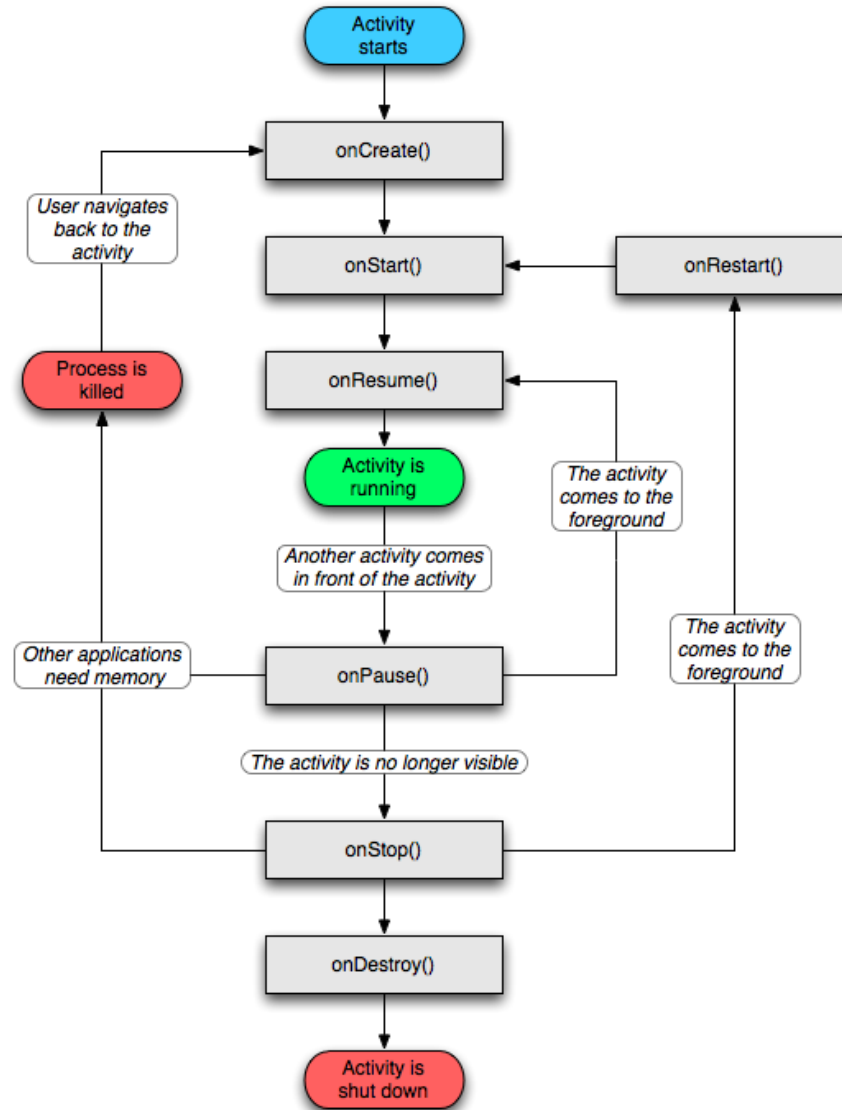 Activity
starts
onCreate()
User navigates
back to the
activity
onStart()
onRestart()
Process is
killed
onResume()
Activity is
running
The activity
comes to the
foreground
Another activity comes
in front of the activity
The activity
comes to the
foreground
Other applications
need memory
onPause()
The activity is no longer visible
onStop()
onDestroy()
Activity is
shut down